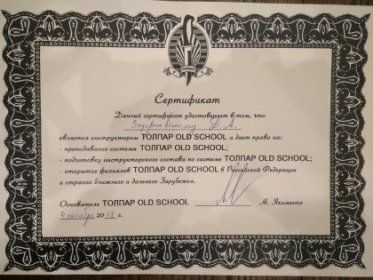 Сертификат
Данный сертификат удостоверяет в том, что
Д. А.
является инструктором ТОЛПАР OLD SCHOOL и дает право на:
- преподавание системы ТОЛПАР OLD SCHOOL;
- подготовку инструкторского состава по системе ТОЛПАР OLD SCHOOL;
- открытие филиалов ТОЛПАР OLD SCHOOL в Российской Федерации
и странах ближнего и дальнего Зарубежья.
Основатель ТОЛПАР OLD SCHOOL И. Якименко
20 г.